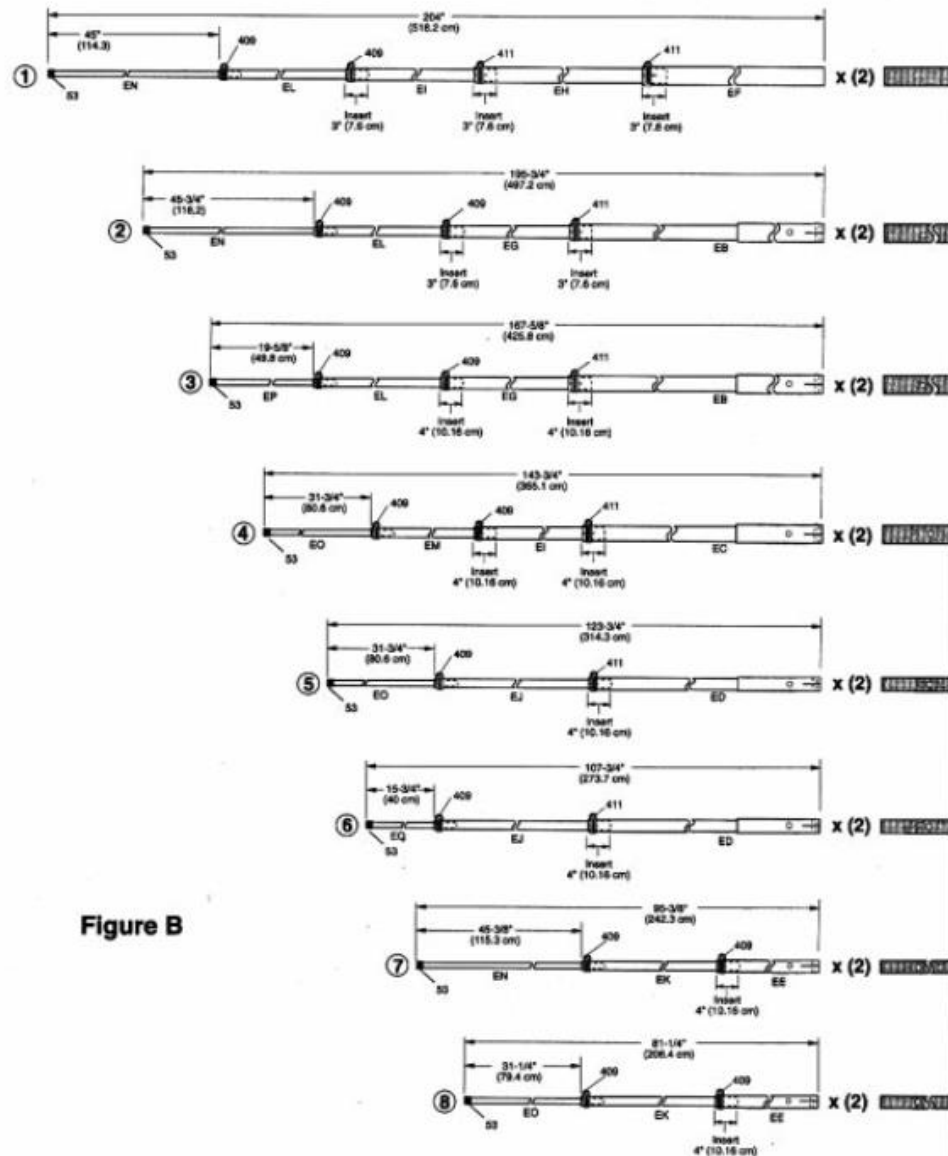 204"
(518.2 cm)
45"
(114.3)
409 409 411 411
1 53 EN EL EI EH EF x (2)
Insert Insert Insert
3" (7.6 cm) 3" (7.6 cm) 3" (7.6 cm)
195-3/4"
(497.2 cm)
45-3/4"
(116.2)
409 409 411
2 53 EN EL EG EB x (2)
Insert Insert
3" (7.6 cm) 3" (7.6 cm)
167-5/8"
(425.8 cm)
19-5/8"
(49.8 cm)
409 409 411
3 53 EP EL EG EB x (2)
Insert Insert
4" (10.16 cm) 4" (10.16 cm)
143-3/4"
(365.1 cm)
31-3/4"
(80.6 cm)
409 409 411
4 53 EO EM EI EC x (2)
Insert Insert
4" (10.16 cm) 4" (10.16 cm)
123-3/4"
(314.3 cm)
31-3/4"
(80.6 cm)
409 411
5 53 EO EJ ED x (2)
Insert
4" (10.16 cm)
107-3/4"
(273.7 cm)
15-3/4"
(40 cm)
409 411
6 53 EQ EJ ED x (2)
Insert
4" (10.16 cm)
Figure B
95-3/8"
(242.3 cm)
45-3/8"
(115.3 cm)
409 409
7 53 EN EK EE x (2)
Insert
4" (10.16 cm)
81-1/4"
(206.4 cm)
31-1/4"
(79.4 cm)
409 409
8 53 EO EK EE x (2)
Insert
4" (10.16 cm)